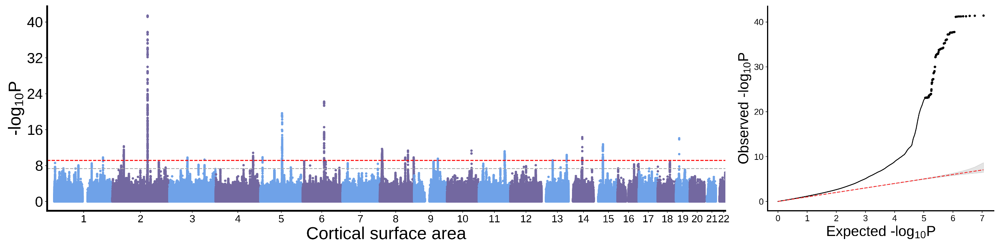 40
32
24
16
8
0
-log10P
1 2 3 4 5 6 7 8 9 10 11 12 13 14 15 16 17 18 19 20 21 22
Cortical surface area
40
30
20
10
0
Observed -log10P
0 1 2 3 4 5 6 7
Expected -log10P